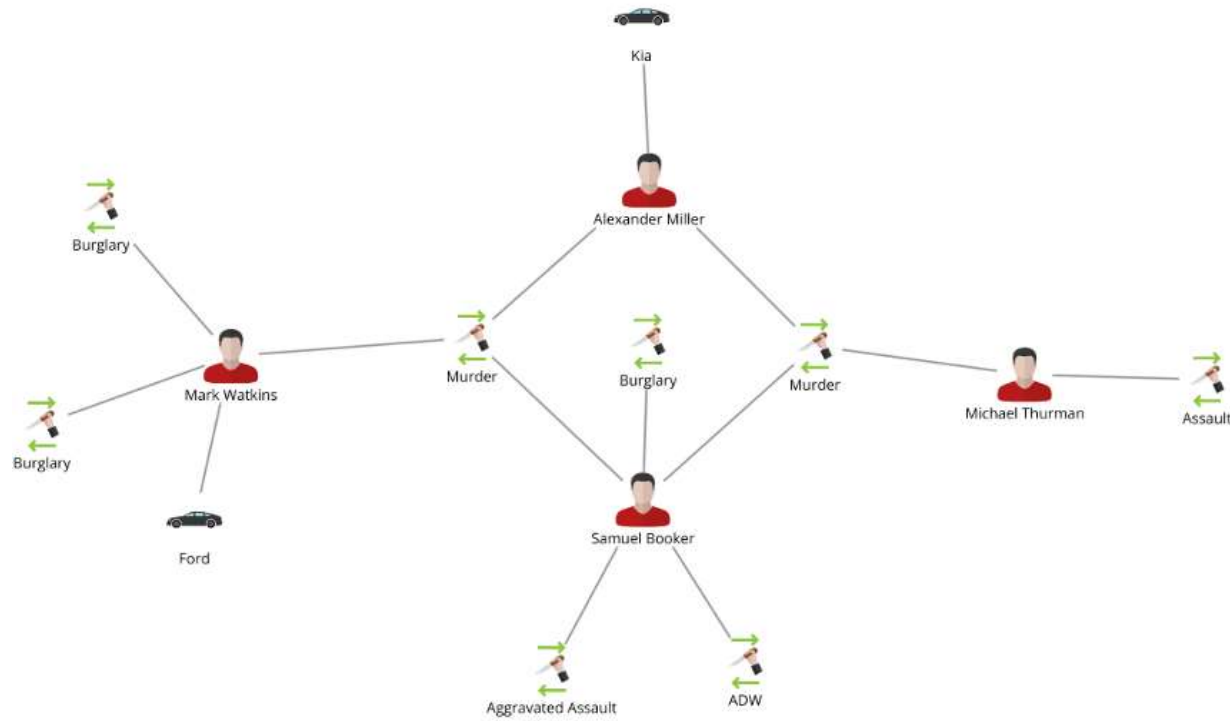 Kia
Alexander Miller
Burglary
Murder
Burglary
Murder
Mark Watkins
Michael Thurman
Assault
Burglary
Samuel Booker
Ford
Aggravated Assault
ADW